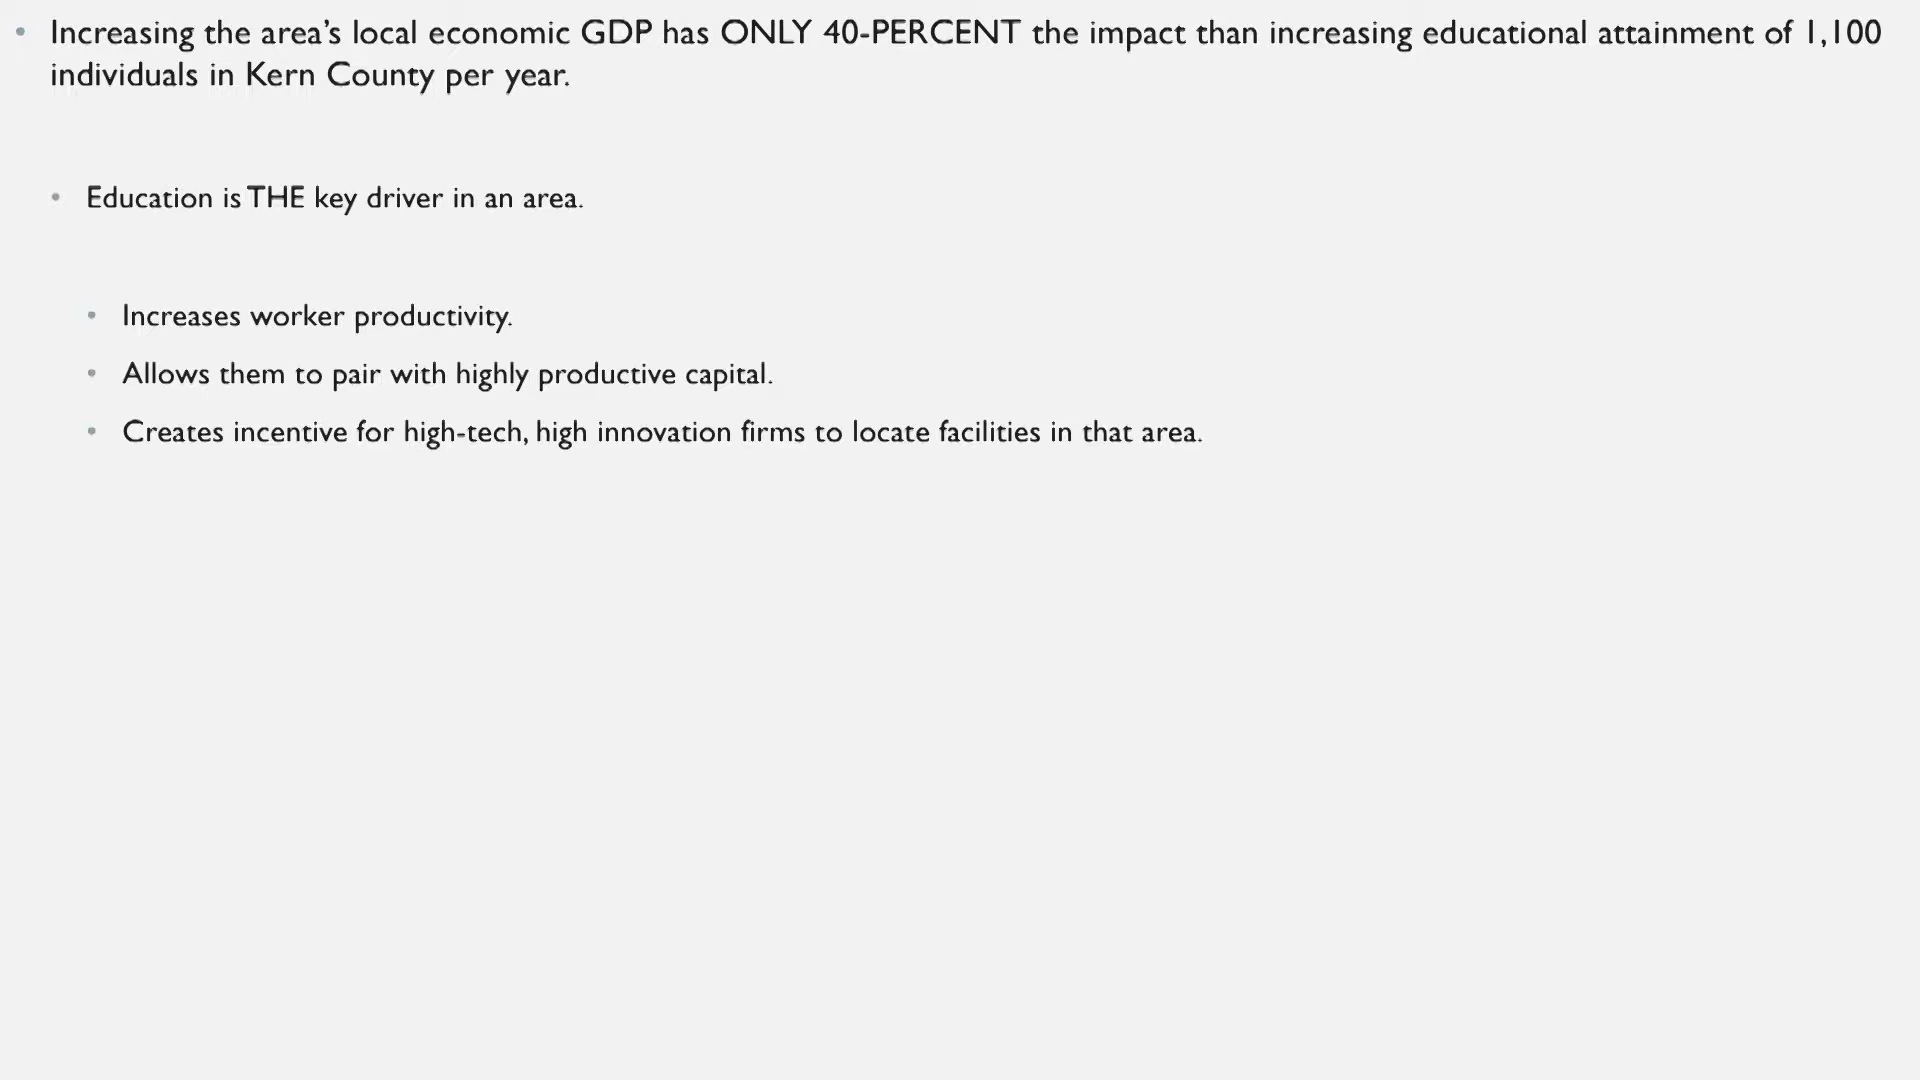 • Increasing the area’s local economic GDP has ONLY 40-PERCENT the impact than increasing educational attainment of 1,100
individuals in Kern County per year.
• Education is THE key driver in an area.
• Increases worker productivity.
• Allows them to pair with highly productive capital.
• Creates incentive for high-tech, high innovation firms to locate facilities in that area.